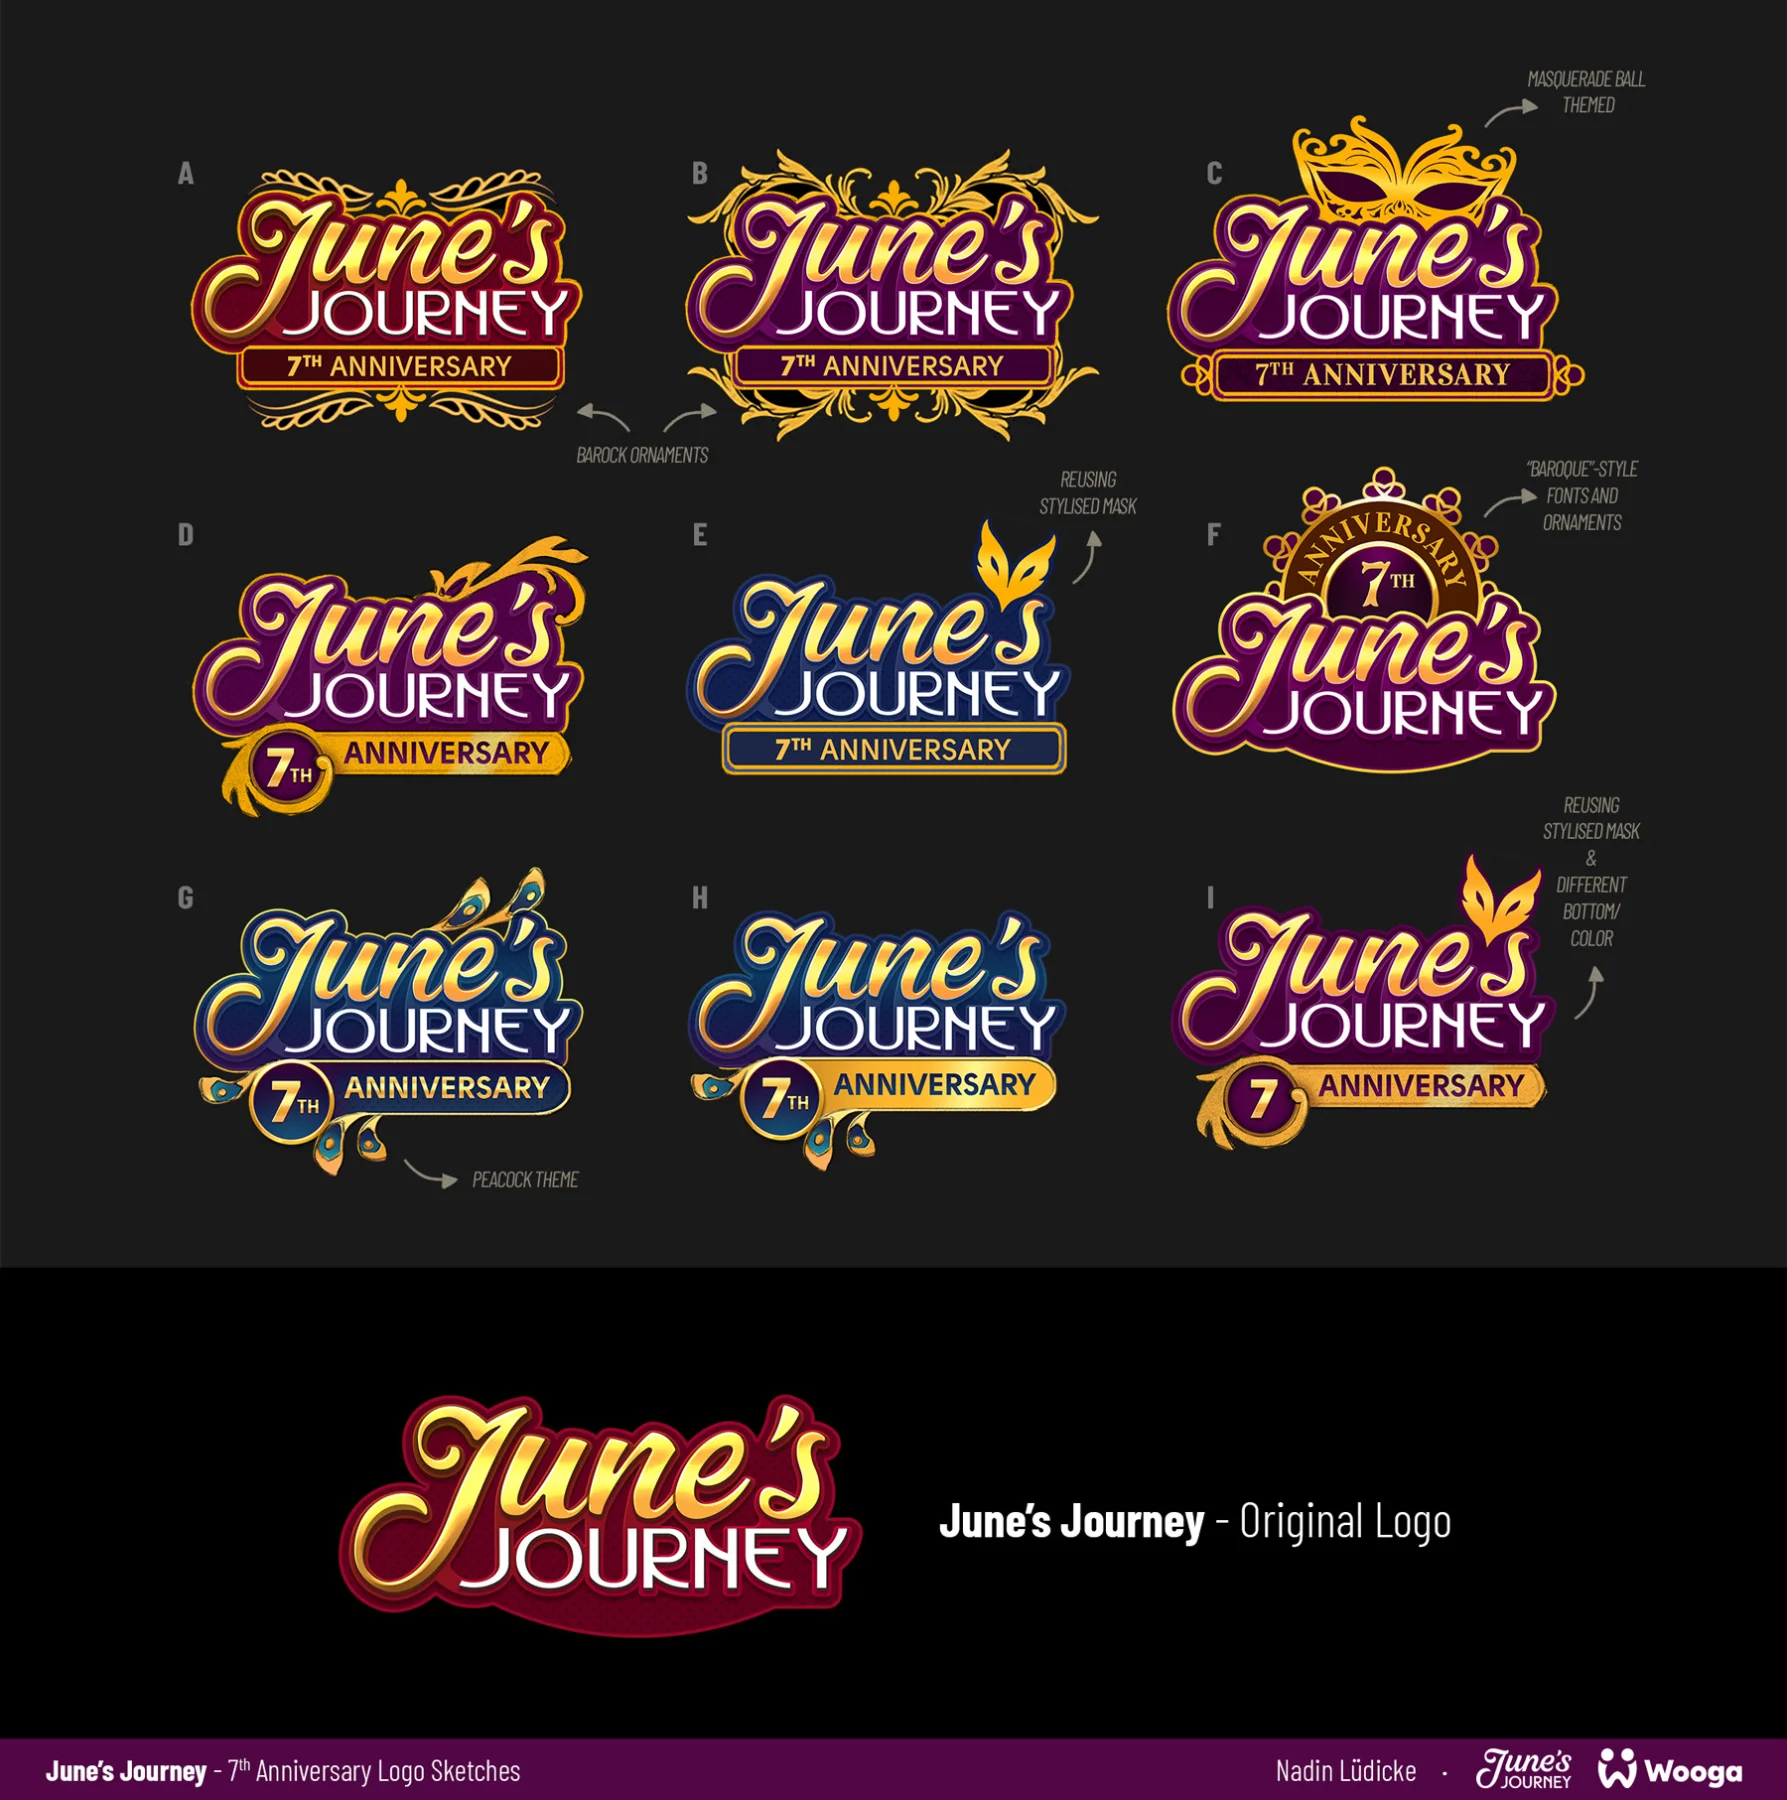 MASQUERADE BALL
THEMED
A
June's
JOURNEY
7TH ANNIVERSARY
B
June's
JOURNEY
7TH ANNIVERSARY
C
June's
JOURNEY
7TH ANNIVERSARY
BAROCK ORNAMENTS
REUSING
STYLISED MASK
"BAROQUE"-STYLE
FONTS AND
ORNAMENTS
D
June's
JOURNEY
7TH
ANNIVERSARY
E
June's
JOURNEY
7TH ANNIVERSARY
F
ANNIVERSARY
7TH
June's
JOURNEY
REUSING
STYLISED MASK
&
DIFFERENT
BOTTOM/
COLOR
G
June's
JOURNEY
7TH
ANNIVERSARY
H
June's
JOURNEY
7TH
ANNIVERSARY
I
June's
JOURNEY
7
ANNIVERSARY
PEACOCK THEME
June's
JOURNEY
June's Journey - Original Logo
June's Journey - 7th Anniversary Logo Sketches
Nadin Lüdicke ·
June's
JOURNEY
Wooga